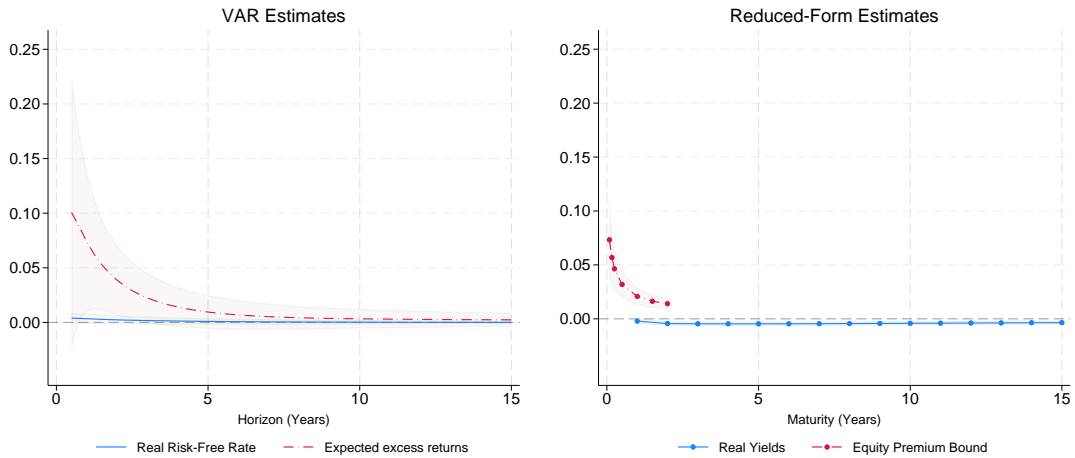 VAR Estimates
0.25
0.20
0.15
0.10
0.05
0.00
0
5
10
15
Horizon (Years)
Real Risk-Free Rate
Expected excess returns
Reduced-Form Estimates
0.25
0.20
0.15
0.10
0.05
0.00
0
5
10
15
Maturity (Years)
Real Yields
Equity Premium Bound